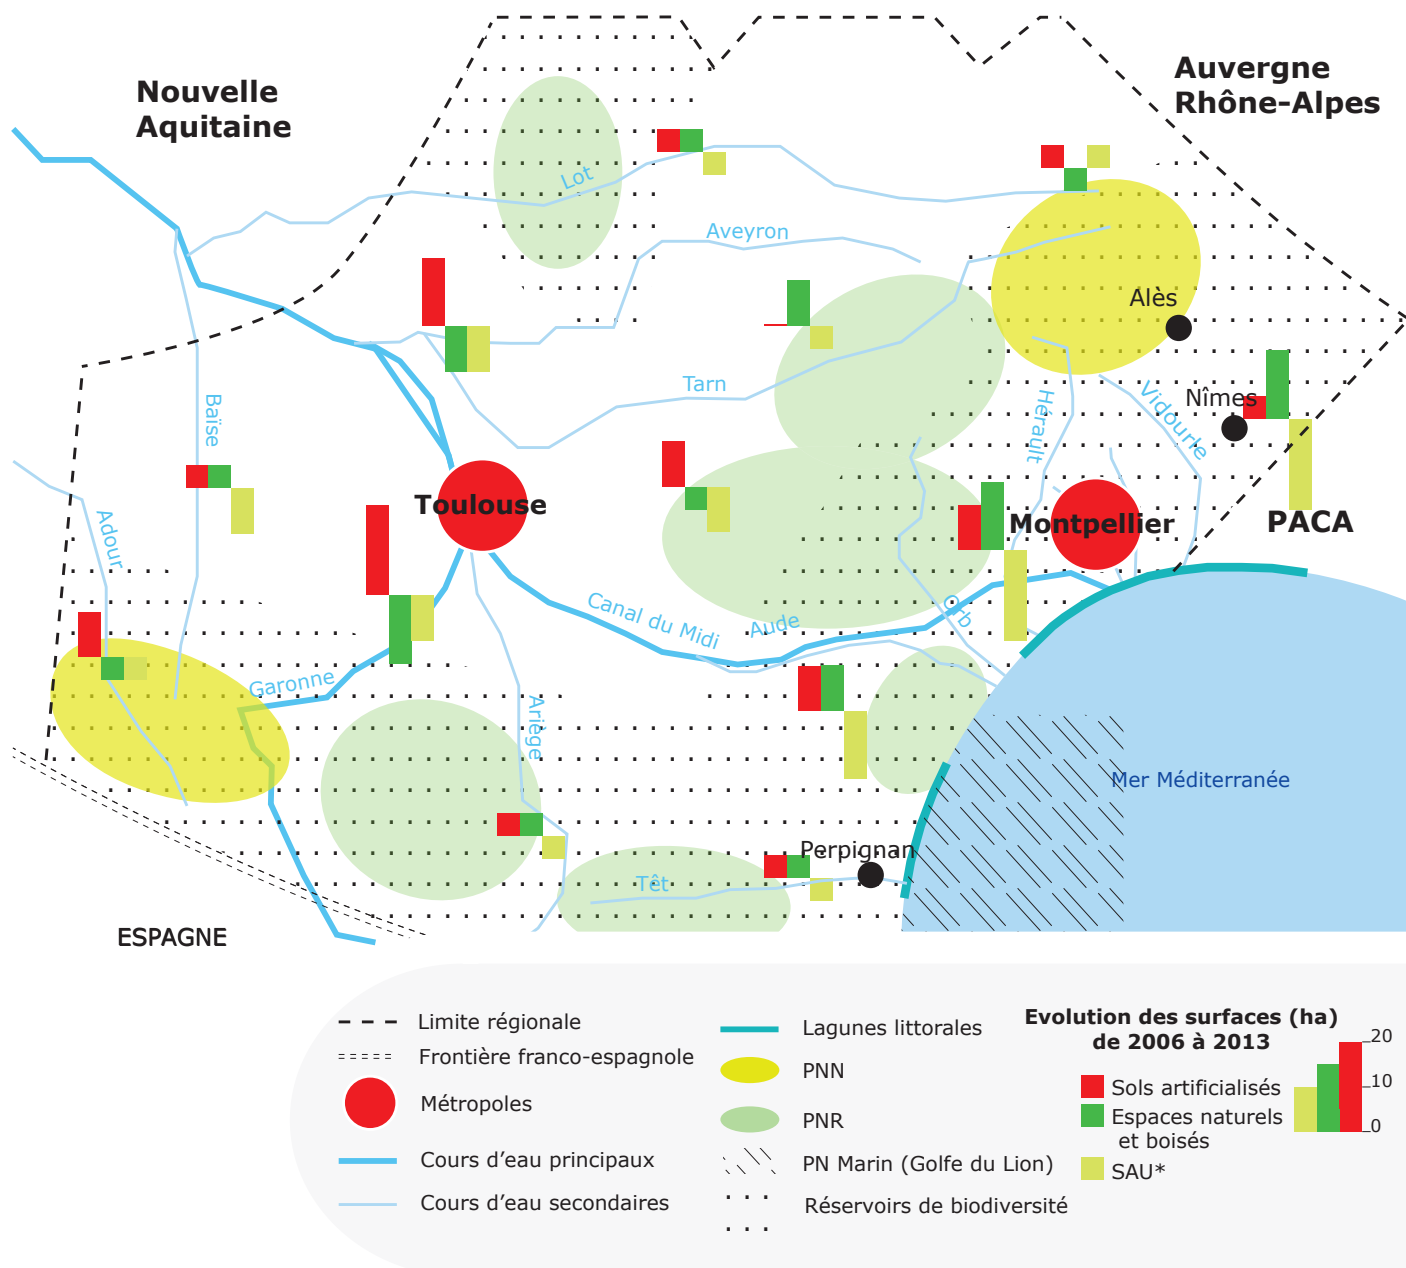 Nouvelle
Aquitaine
Auvergne
Rhône-Alpes
Lot
Aveyron
Alès
Tarn
Baïse
Hérault
Vidourle
Nîmes
Toulouse
Montpellier
PACA
Adour
Canal du Midi
Aude
Orb
Garonne
Ariège
Mer Méditerranée
Perpignan
Têt
ESPAGNE
Limite régionale
Frontière franco-espagnole
Métropoles
Cours d'eau principaux
Cours d'eau secondaires
Lagunes littorales
PNN
PNR
PN Marin (Golfe du Lion)
Réservoirs de biodiversité
Evolution des surfaces (ha)
de 2006 à 2013
Sols artificialisés
Espaces naturels
et boisés
SAU*
20
10
0